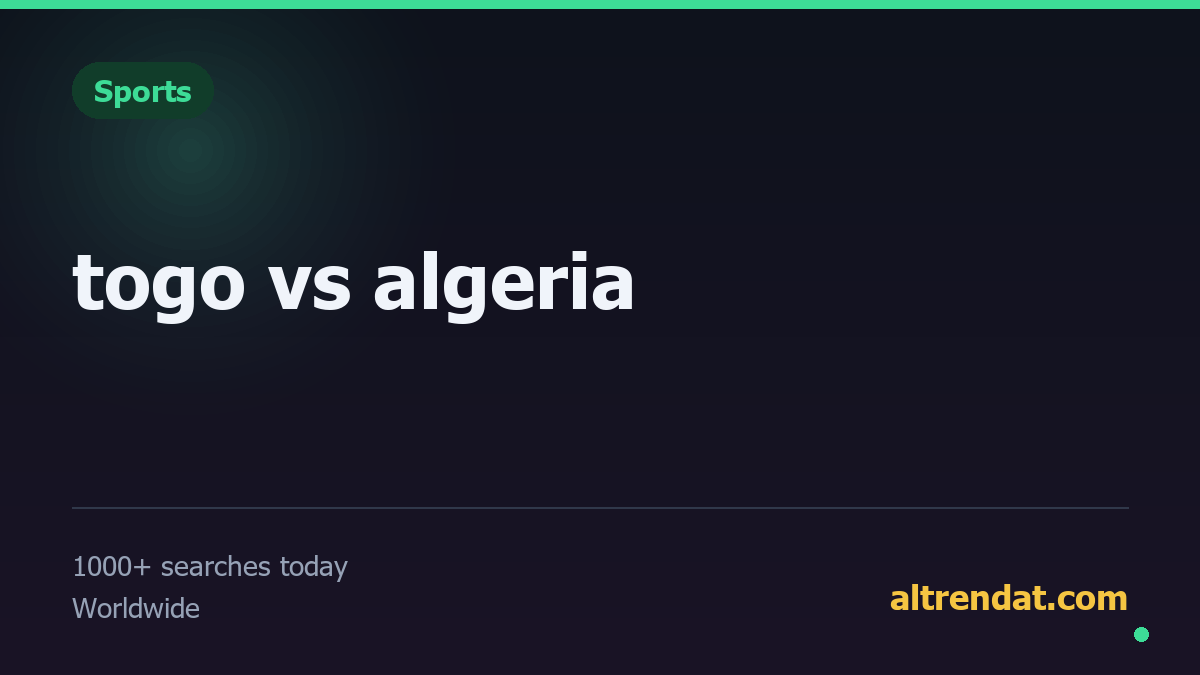 Sports
togo vs algeria
1000+ searches today
Worldwide
altrendat.com